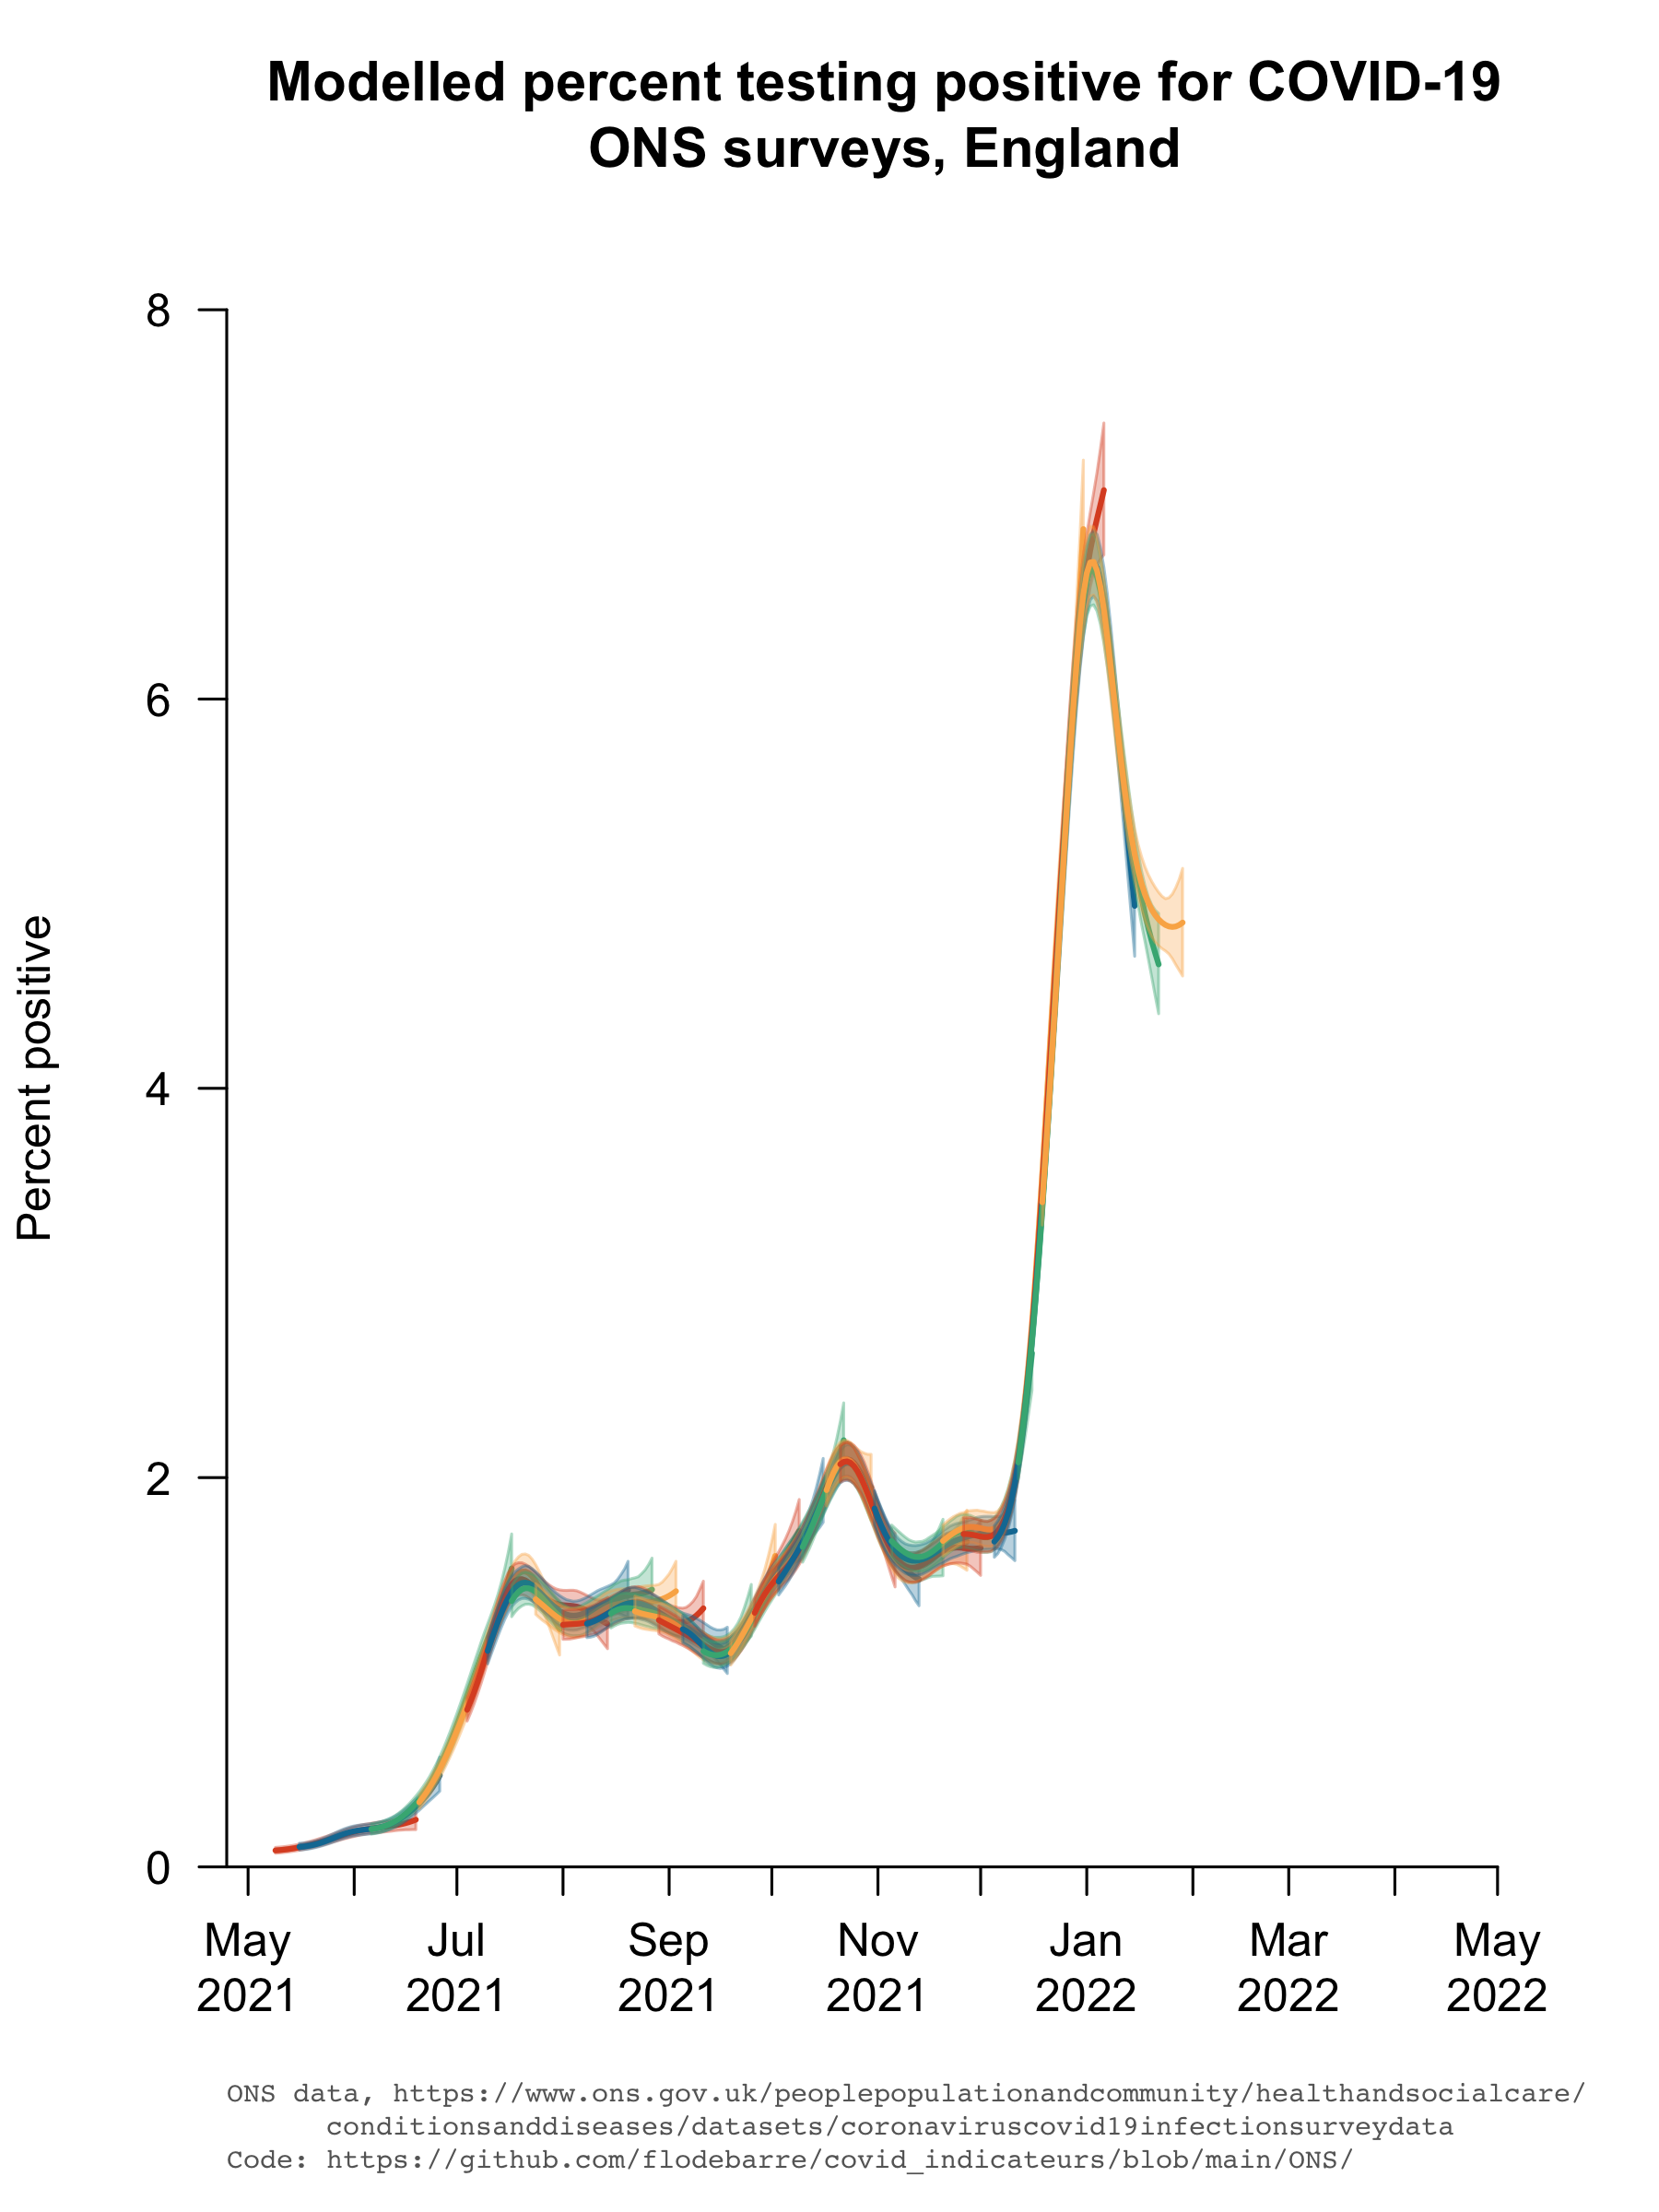 Modelled percent testing positive for COVID-19
ONS surveys, England
8
6
4
2
0
Percent positive
May Jul Sep Nov Jan Mar May
2021 2021 2021 2021 2022 2022 2022
ONS data, https://www.ons.gov.uk/peoplepopulationandcommunity/healthandsocialcare/
conditionsanddiseases/datasets/coronaviruscovid19infectionsurveydata
Code: https://github.com/flodebarre/covid_indicateurs/blob/main/ONS/